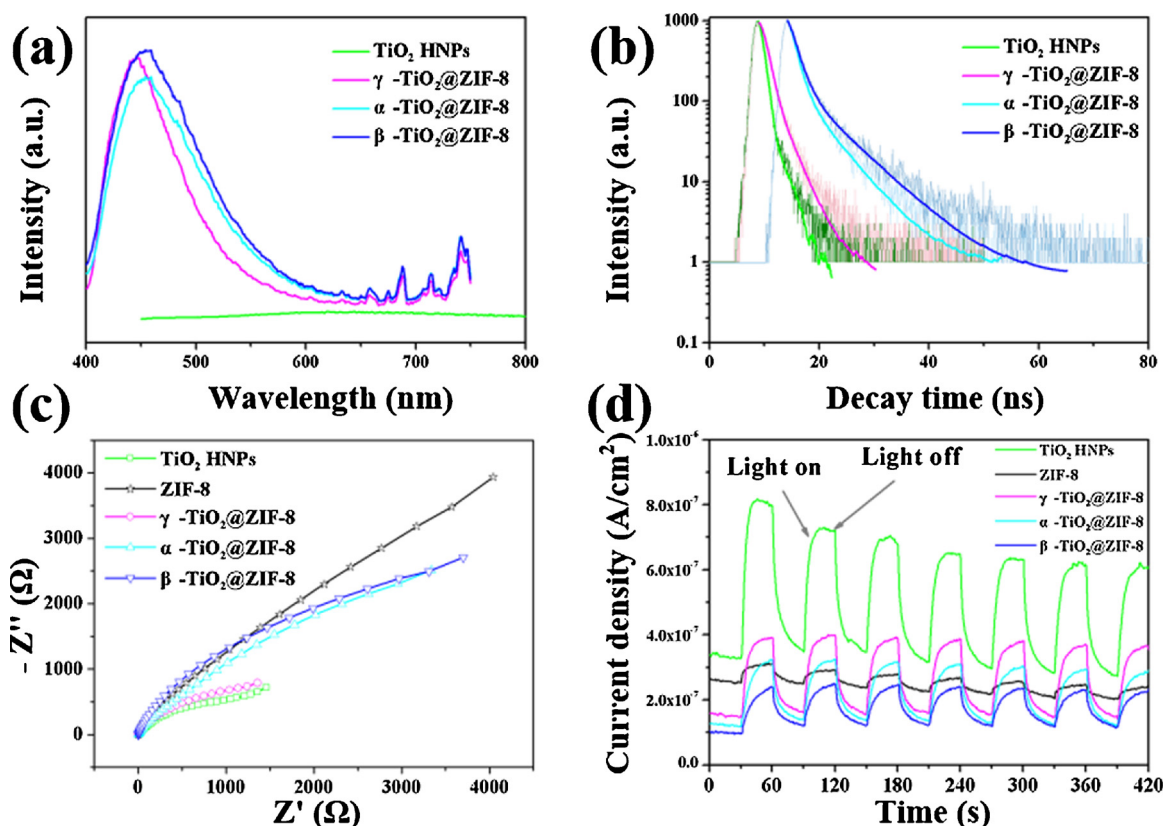 (a)
TiO2 HNPs
γ -TiO2@ZIF-8
α -TiO2@ZIF-8
β -TiO2@ZIF-8
Intensity (a.u.)
400 500 600 700 800
Wavelength (nm)
(b)
TiO2 HNPs
γ -TiO2@ZIF-8
α -TiO2@ZIF-8
β -TiO2@ZIF-8
Intensity (a.u.)
1000
100
10
1
0.1
0 20 40 60 80
Decay time (ns)
(c)
TiO2 HNPs
ZIF-8
γ -TiO2@ZIF-8
α -TiO2@ZIF-8
β -TiO2@ZIF-8
- Z'' (Ω)
4000
3000
2000
1000
0
0 1000 2000 3000 4000
Z' (Ω)
(d)
Light on
Light off
TiO2 HNPs
ZIF-8
γ -TiO2@ZIF-8
α -TiO2@ZIF-8
β -TiO2@ZIF-8
Current density (A/cm2)
1.0x10-6
8.0x10-7
6.0x10-7
4.0x10-7
2.0x10-7
0.0
0 60 120 180 240 300 360 420
Time (s)